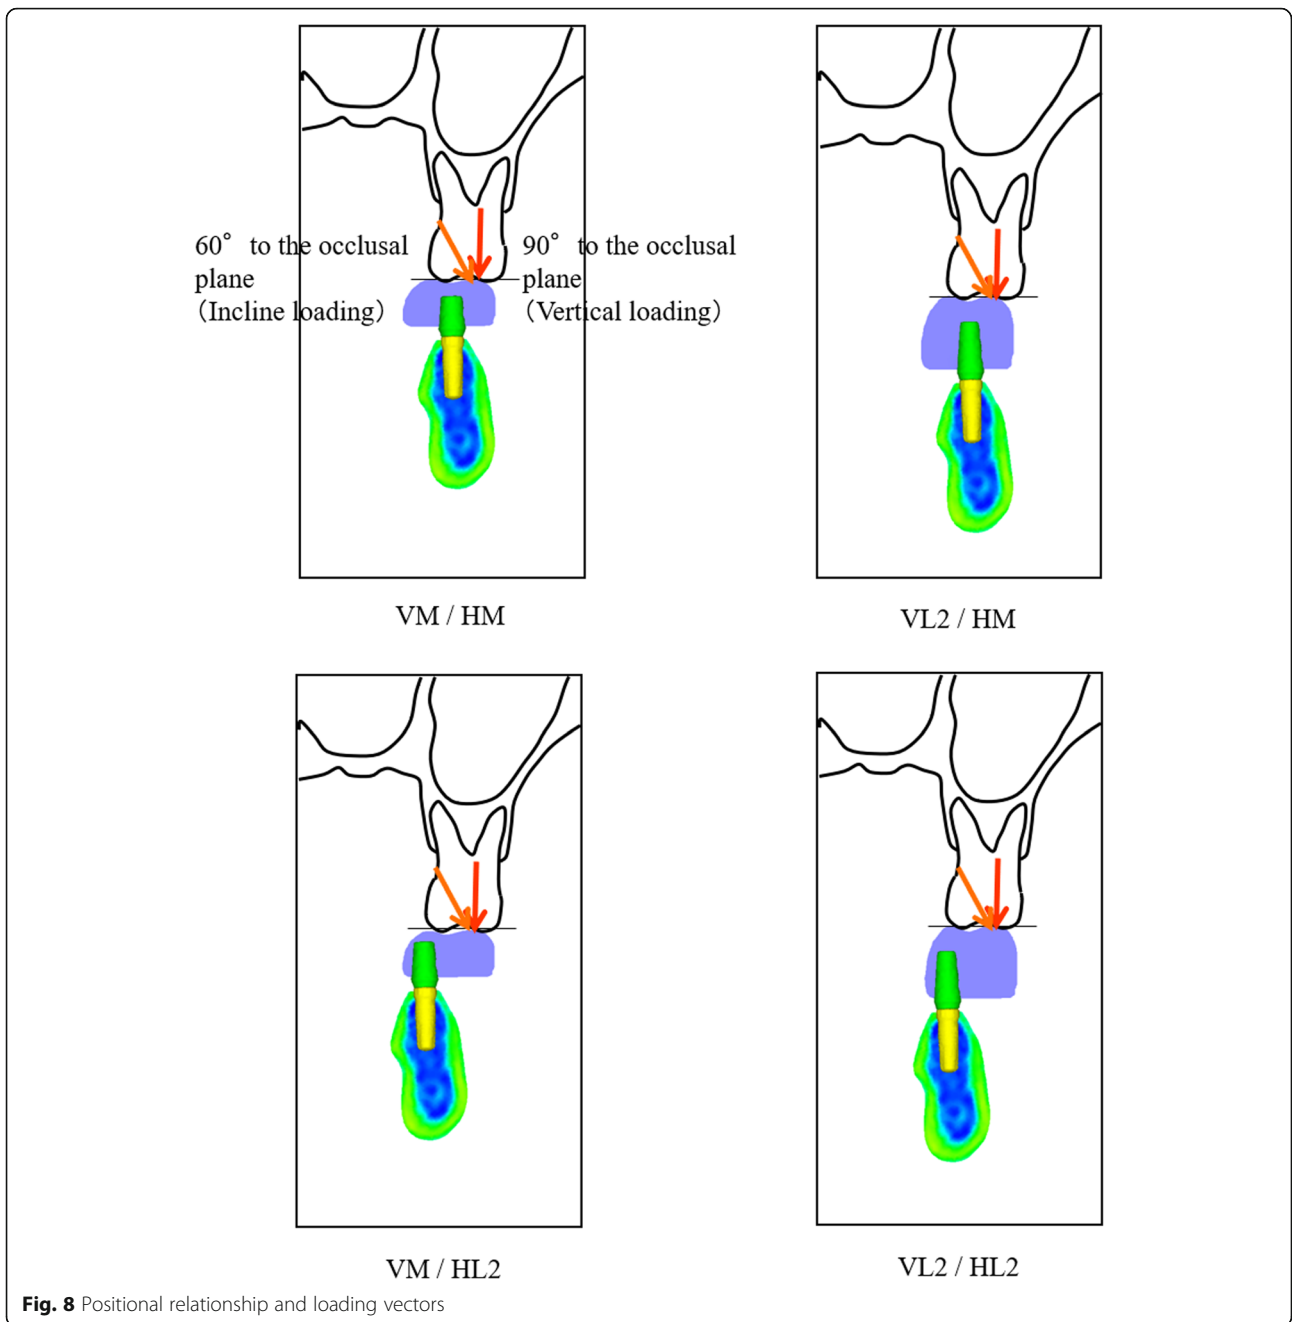 60° to the occlusal
plane
（Incline loading）
90° to the occlusal
plane
（Vertical loading）
VM / HM
VL2 / HM
VM / HL2
VL2 / HL2
Fig. 8 Positional relationship and loading vectors